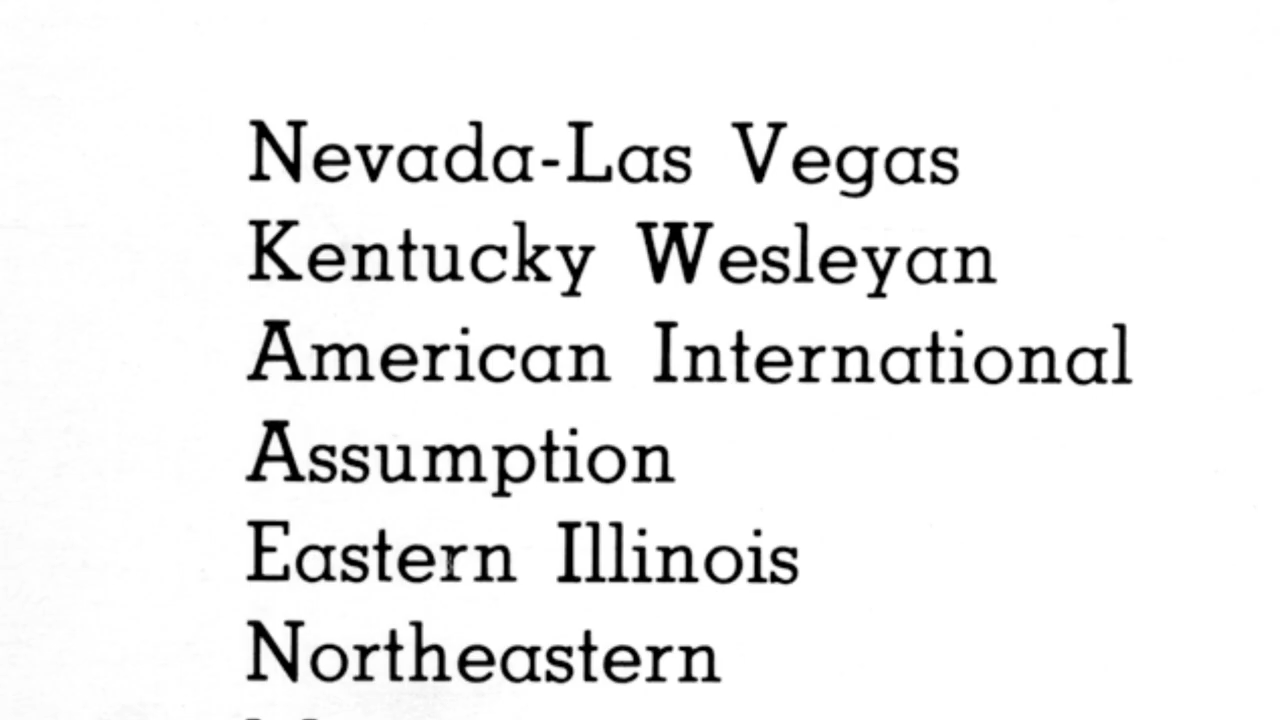 Nevada-Las Vegas
Kentucky Wesleyan
American International
Assumption
Eastern Illinois
Northeastern